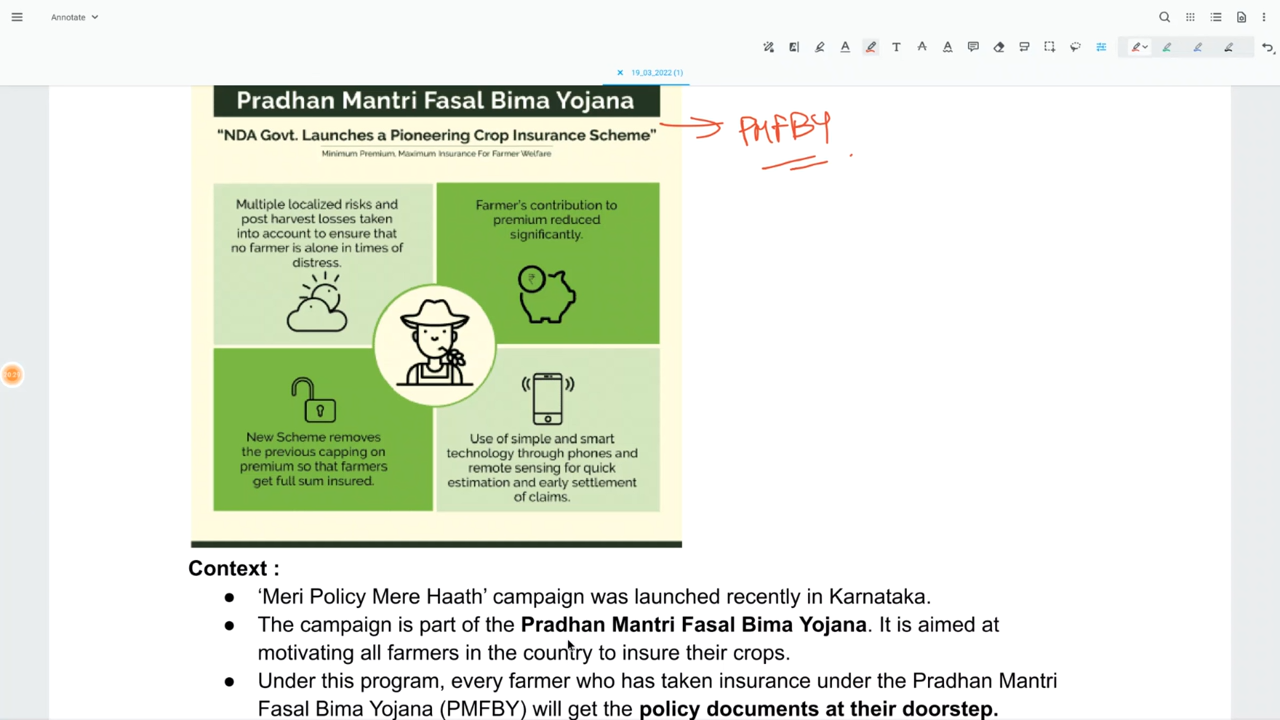 Annotate
19_03_2022 (1)
Pradhan Mantri Fasal Bima Yojana
"NDA Govt. Launches a Pioneering Crop Insurance Scheme"
Minimum Premium, Maximum Insurance For Farmer Welfare
PMFBY
Multiple localized risks and
post harvest losses taken
into account to ensure that
no farmer is alone in times of
distress.
Farmer's contribution to
premium reduced
significantly.
New Scheme removes
the previous capping on
premium so that farmers
get full sum insured.
Use of simple and smart
technology through phones and
remote sensing for quick
estimation and early settlement
of claims.
Context :
● ‘Meri Policy Mere Haath’ campaign was launched recently in Karnataka.
● The campaign is part of the Pradhan Mantri Fasal Bima Yojana. It is aimed at
motivating all farmers in the country to insure their crops.
● Under this program, every farmer who has taken insurance under the Pradhan Mantri
Fasal Bima Yojana (PMFBY) will get the policy documents at their doorstep.